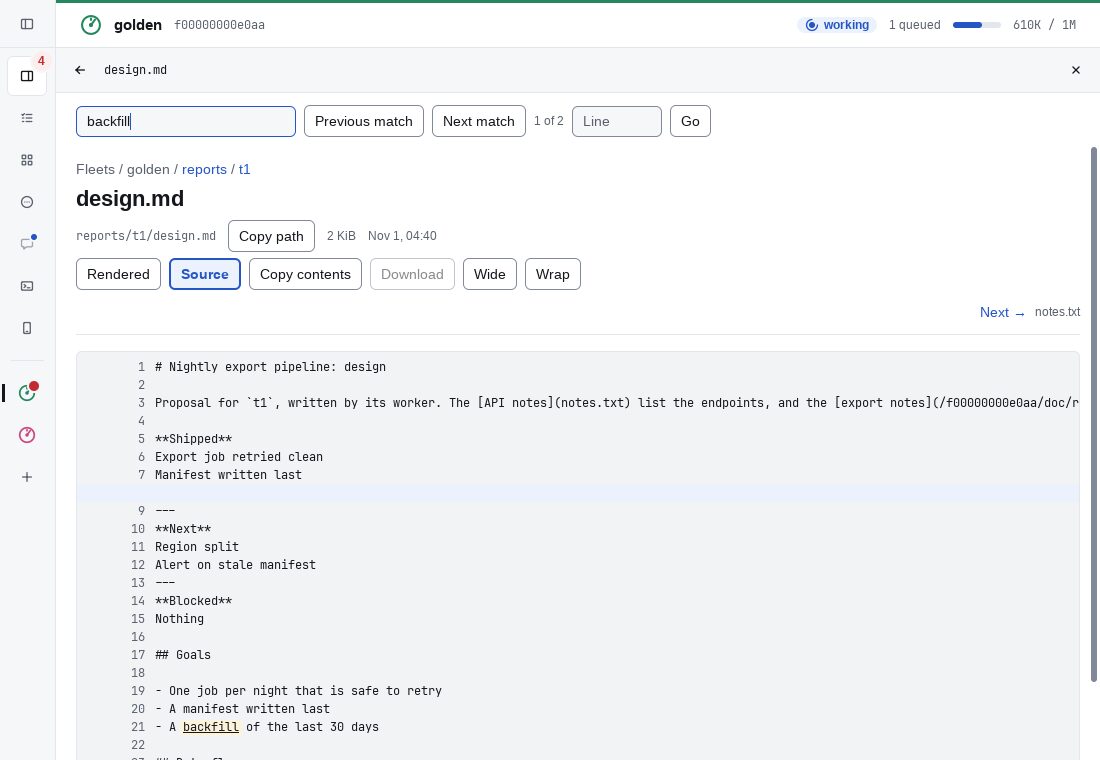 golden f00000000e0aa working 1 queued 610K / 1M
4
design.md
backfill Previous match Next match 1 of 2 Line Go
Fleets / golden / reports / t1
design.md
reports/t1/design.md Copy path 2 KiB Nov 1, 04:40
Rendered Source Copy contents Download Wide Wrap
Next → notes.txt
1 # Nightly export pipeline: design
2
3 Proposal for `t1`, written by its worker. The [API notes](notes.txt) list the endpoints, and the [export notes](/f00000000e0aa/doc/r
4
5 **Shipped**
6 Export job retried clean
7 Manifest written last
9 ---
10 **Next**
11 Region split
12 Alert on stale manifest
13 ---
14 **Blocked**
15 Nothing
16
17 ## Goals
18
19 - One job per night that is safe to retry
20 - A manifest written last
21 - A backfill of the last 30 days
22